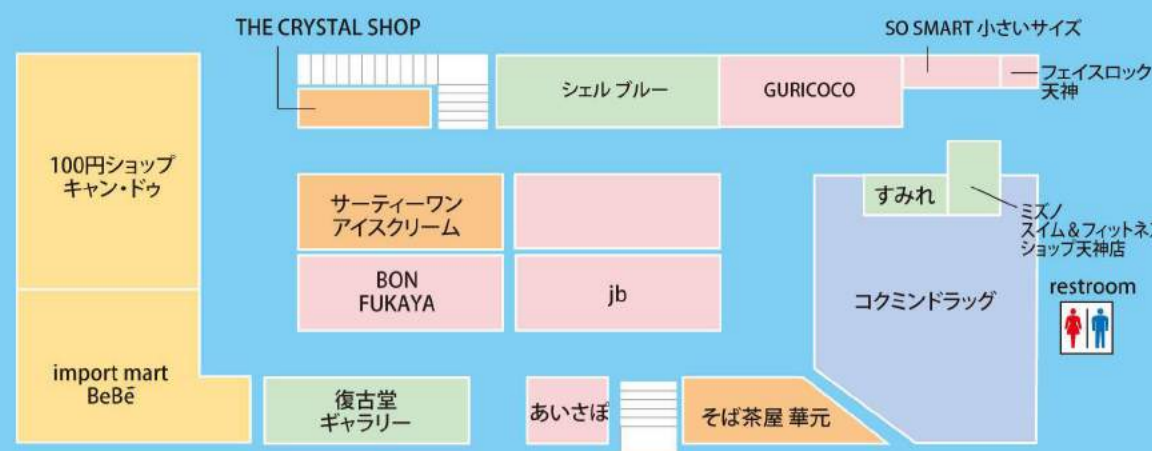 THE CRYSTAL SHOP
SO SMART 小さいサイズ
シェル ブルー
GURICOCO
フェイスロック
天神
100円ショップ
キャン・ドゥ
サーティーワン
アイスクリーム
すみれ
ミズノ
スイム&フィットネス
ショップ天神店
BON
FUKAYA
jb
コクミンドラッグ
restroom
import mart
BeBē
復古堂
ギャラリー
あいさぽ
そば茶屋 華元